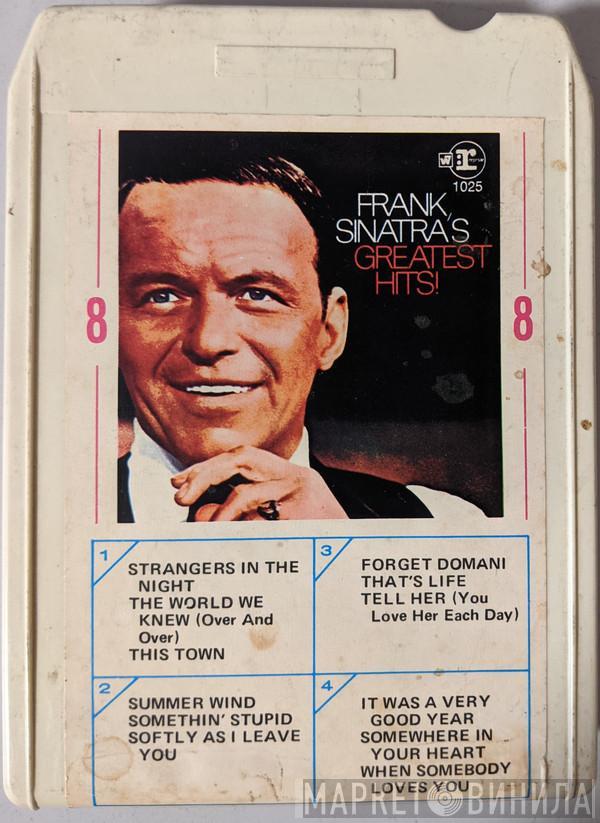 W r
1025
FRANK
SINATRA'S
GREATEST
HITS!
8 8
1
STRANGERS IN THE
NIGHT
THE WORLD WE
KNEW (Over And
Over)
THIS TOWN
3
FORGET DOMANI
THAT'S LIFE
TELL HER (You
Love Her Each Day)
2
SUMMER WIND
SOMETHIN' STUPID
SOFTLY AS I LEAVE
YOU
4
IT WAS A VERY
GOOD YEAR
SOMEWHERE IN
YOUR HEART
WHEN SOMEBODY
LOVES YOU
МАРКЕТ ВИНИЛА